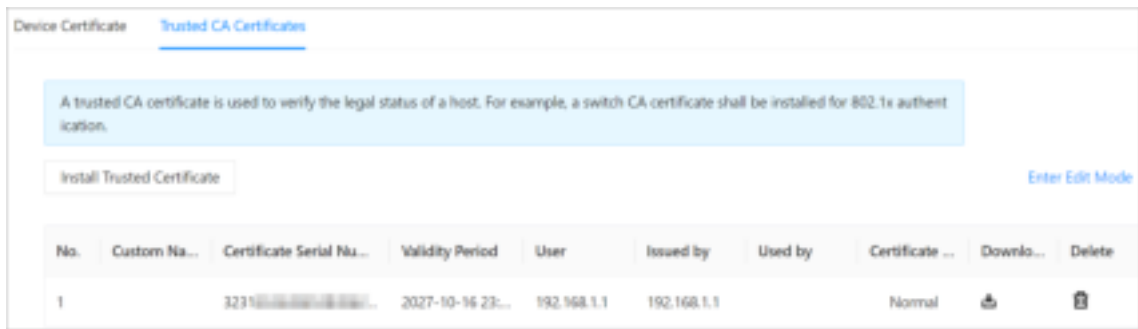 Device Certificate Trusted CA Certificates
A trusted CA certificate is used to verify the legal status of a host. For example, a switch CA certificate shall be installed for 802.1x authent
ication.
Install Trusted Certificate Enter Edit Mode
No. Custom Na... Certificate Serial Nu... Validity Period User Issued by Used by Certificate ... Downlo... Delete
1 3231 ... 2027-10-16 23:... 192.168.1.1 192.168.1.1 Normal